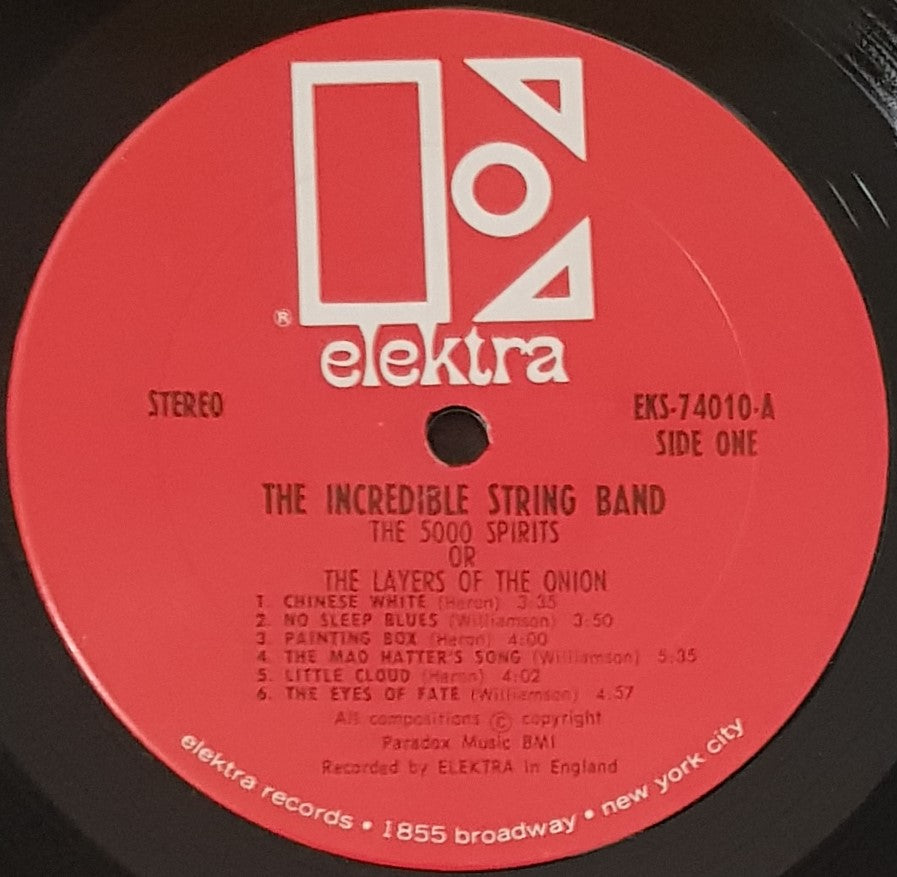 ®
elektra
STEREO
EKS-74010-A
SIDE ONE
THE INCREDIBLE STRING BAND
THE 5000 SPIRITS
OR
THE LAYERS OF THE ONION
1. CHINESE WHITE (Heron) 3:35
2. NO SLEEP BLUES (Williamson) 3:50
3. PAINTING BOX (Heron) 4:00
4. THE MAD HATTER'S SONG (Williamson) 5:35
5. LITTLE CLOUD (Heron) 4:02
6. THE EYES OF FATE (Williamson) 4:57
All compositions © copyright
Paradox Music BMI
Recorded by ELEKTRA in England
elektra records • 1855 broadway • new york city